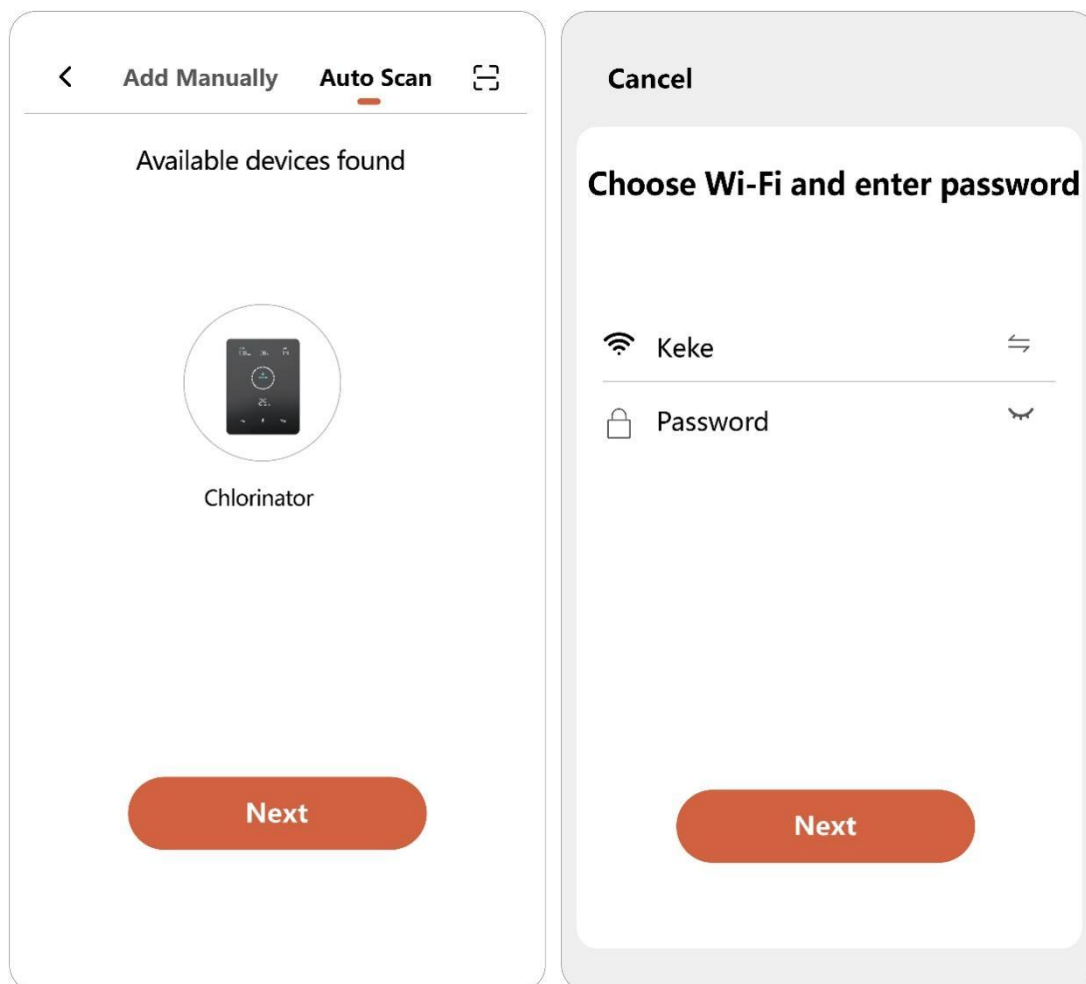 Add Manually Auto Scan
Available devices found
Chlorinator
Next
Cancel
Choose Wi-Fi and enter password
Keke
Password
Next